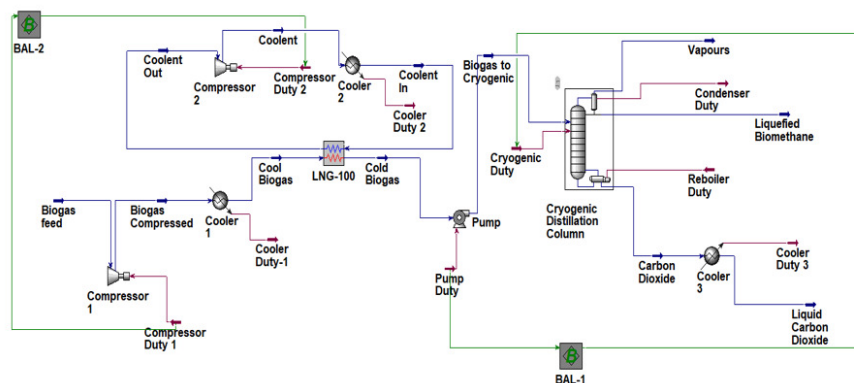 BAL-2
Coolent
Out
Coolent
Compressor
2
Compressor
Duty 2
Cooler
2
Coolent
In
Cooler
Duty 2
Biogas to
Cryogenic
Vapours
Condenser
Duty
Liquefied
Biomethane
Cryogenic
Duty
Reboiler
Duty
Cryogenic
Distillation
Column
Biogas
feed
Biogas
Compressed
Cooler
1
Cool
Biogas
LNG-100
Cold
Biogas
Cooler
Duty-1
Compressor
1
Compressor
Duty 1
Pump
Pump
Duty
Carbon
Dioxide
Cooler
3
Cooler
Duty 3
Liquid
Carbon
Dioxide
BAL-1